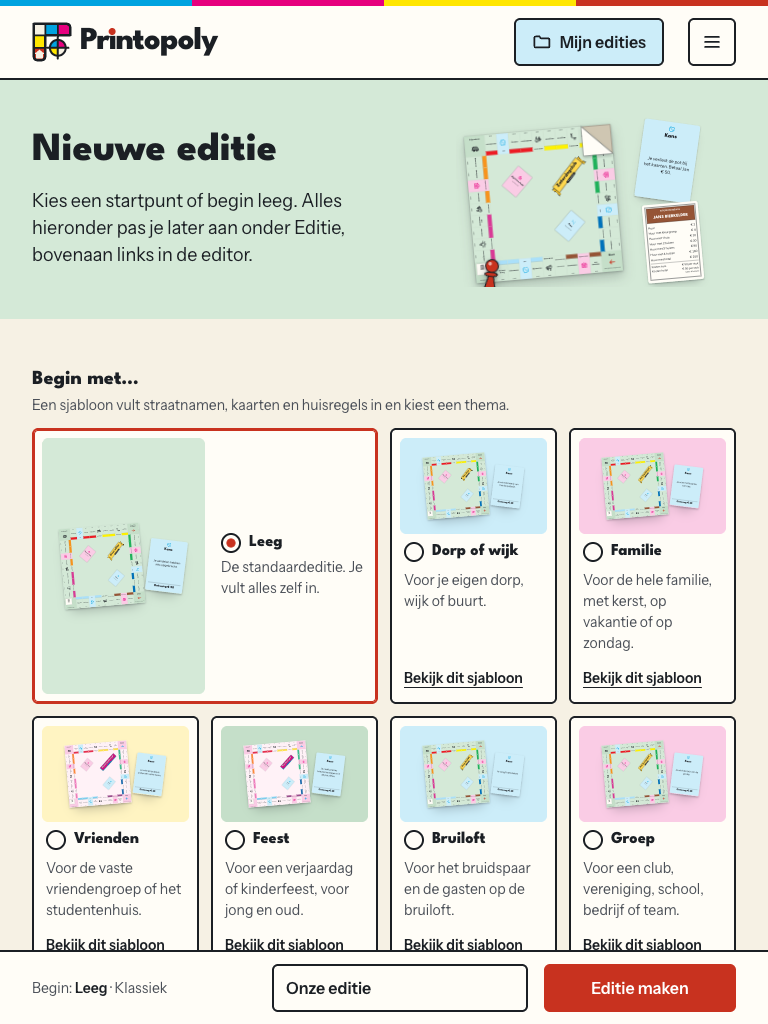 Printopoly
Mijn edities
Nieuwe editie
Kies een startpunt of begin leeg. Alles
hieronder pas je later aan onder Editie,
bovenaan links in de editor.
Kans
Begin met...
Een sjabloon vult straatnamen, kaarten en huisregels in en kiest een thema.
Leeg
De standaardeditie. Je
vult alles zelf in.
Dorp of wijk
Voor je eigen dorp,
wijk of buurt.
Bekijk dit sjabloon
Familie
Voor de hele familie,
met kerst, op
vakantie of op
zondag.
Bekijk dit sjabloon
Vrienden
Voor de vaste
vriendengroep of het
studentenhuis.
Bekijk dit sjabloon
Feest
Voor een verjaardag
of kinderfeest, voor
jong en oud.
Bekijk dit sjabloon
Bruiloft
Voor het bruidspaar
en de gasten op de
bruiloft.
Bekijk dit sjabloon
Groep
Voor een club,
vereniging, school,
bedrijf of team.
Bekijk dit sjabloon
Begin: Leeg · Klassiek
Onze editie
Editie maken